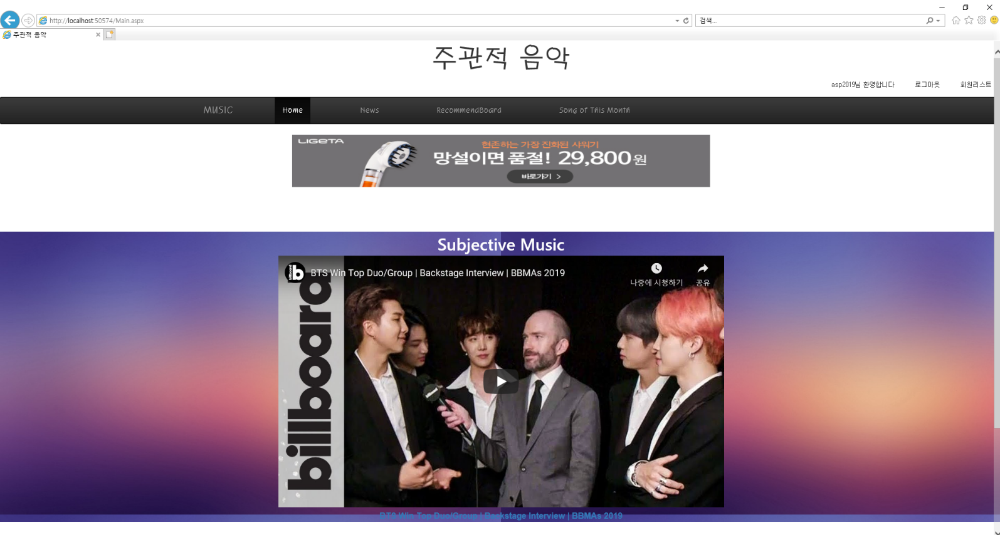 http://localhost:50574/Main.aspx
검색...
주관적 음악
주관적 음악
asp2019님 환영합니다 로그아웃 회원리스트
MUSIC Home News RecommendBoard Song of This Month
LIGETA
현존하는 가장 진화된 샤워기
망설이면 품절! 29,800원
바로가기 >
Subjective Music
b billboard
BTS Win Top Duo/Group | Backstage Interview | BBMAs 2019
나중에 시청하기 공유
billboard
BTS Win Top Duo/Group | Backstage Interview | BBMAs 2019